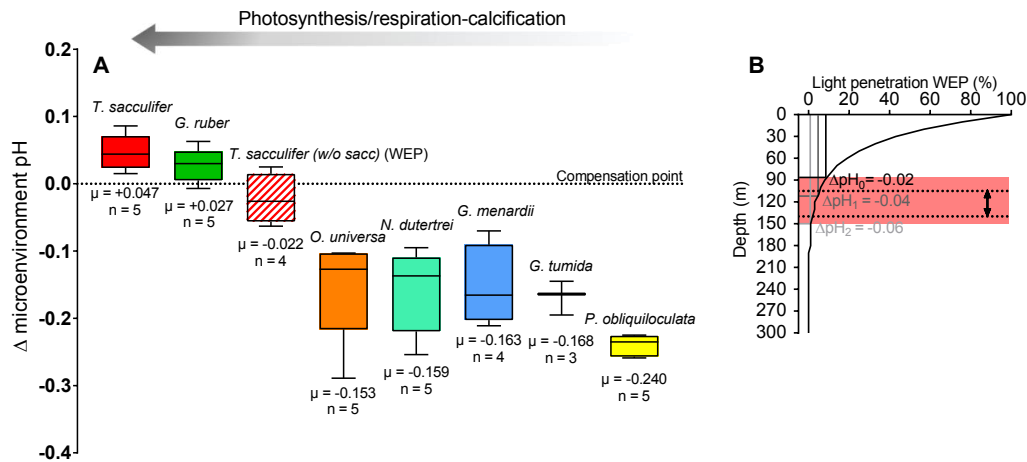 Photosynthesis/respiration-calcification
A
Δ microenvironment pH
0.2
0.1
0.0
-0.1
-0.2
-0.3
-0.4
T. sacculifer
μ = +0.047
n = 5
G. ruber
μ = +0.027
n = 5
T. sacculifer (w/o sacc) (WEP)
μ = -0.022
n = 4
Compensation point
O. universa
μ = -0.153
n = 5
N. dutertrei
μ = -0.159
n = 5
G. menardii
μ = -0.163
n = 4
G. tumida
μ = -0.168
n = 3
P. obliquiloculata
μ = -0.240
n = 5
B
Light penetration WEP (%)
0 20 40 60 80 100
Depth (m)
0
30
60
90
120
150
180
210
240
270
300
ΔpH0 = -0.02
ΔpH1 = -0.04
ΔpH2 = -0.06